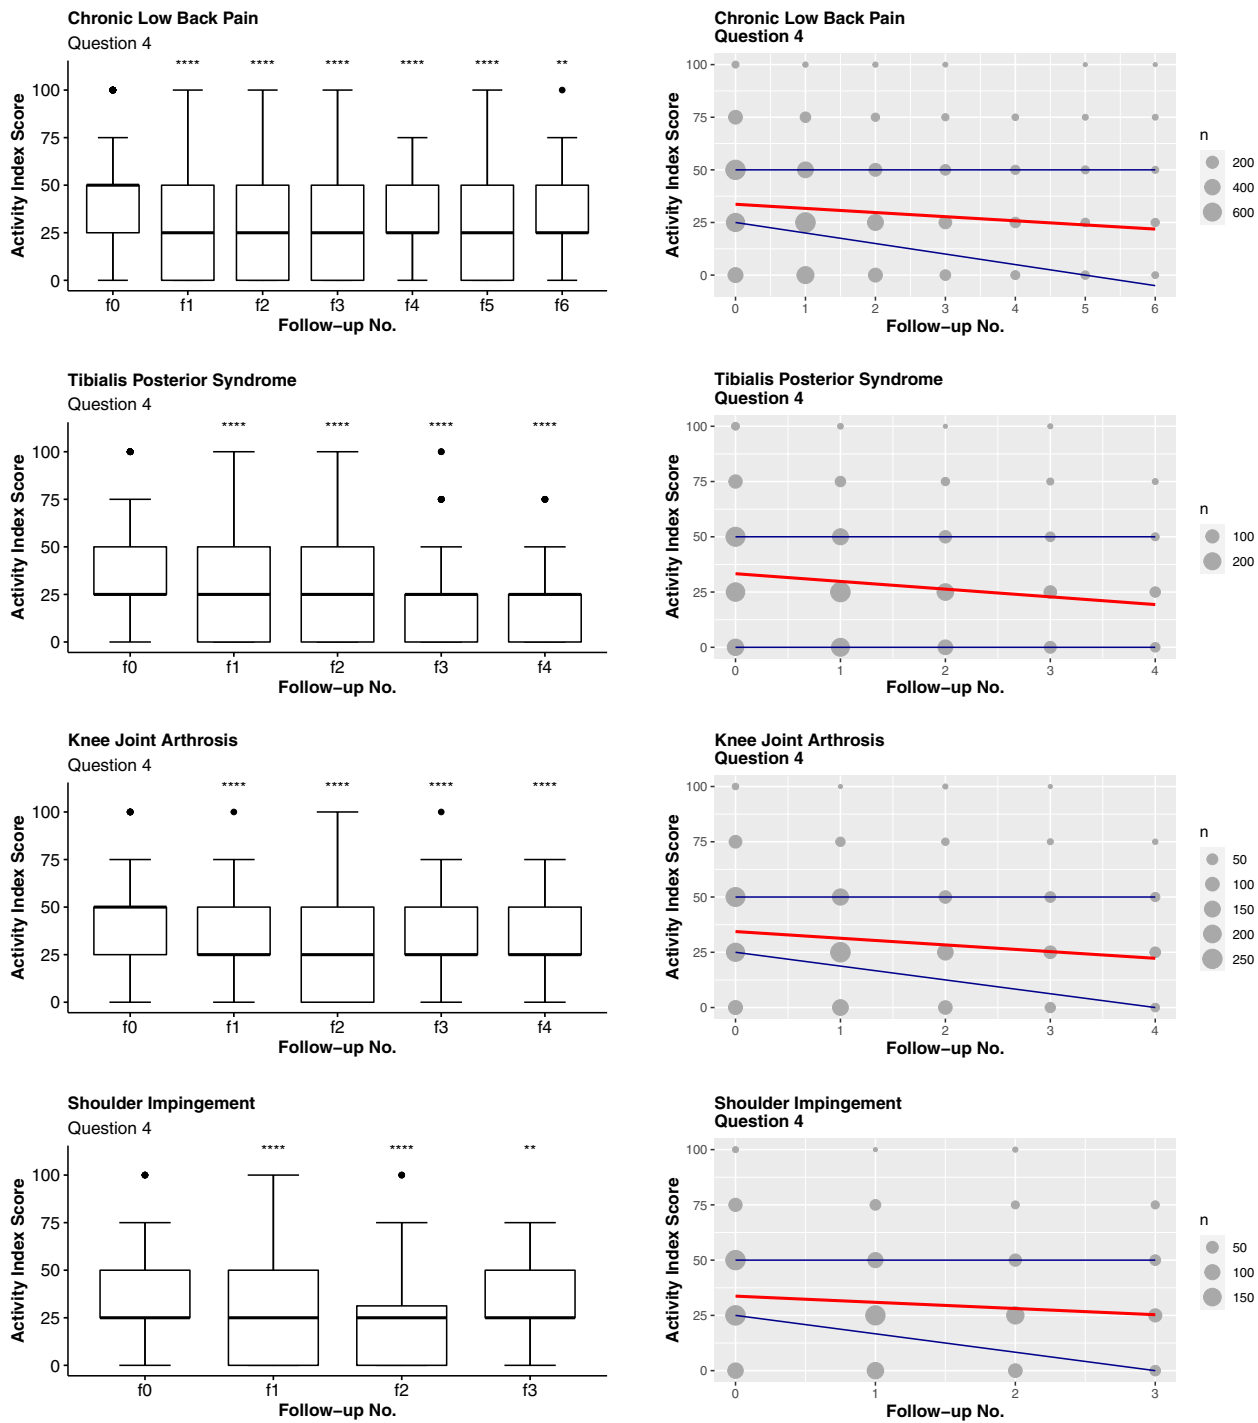 Chronic Low Back Pain
Question 4
**** **** **** **** **** **
Activity Index Score
100
75
50
25
0
f0 f1 f2 f3 f4 f5 f6
Follow-up No.
Chronic Low Back Pain
Question 4
Activity Index Score
100
75
50
25
0
0 1 2 3 4 5 6
Follow-up No.
n
200
400
600
Tibialis Posterior Syndrome
Question 4
**** **** **** ****
Activity Index Score
100
75
50
25
0
f0 f1 f2 f3 f4
Follow-up No.
Tibialis Posterior Syndrome
Question 4
Activity Index Score
100
75
50
25
0
0 1 2 3 4
Follow-up No.
n
100
200
Knee Joint Arthrosis
Question 4
**** **** **** ****
Activity Index Score
100
75
50
25
0
f0 f1 f2 f3 f4
Follow-up No.
Knee Joint Arthrosis
Question 4
Activity Index Score
100
75
50
25
0
0 1 2 3 4
Follow-up No.
n
50
100
150
200
250
Shoulder Impingement
Question 4
**** **** **
Activity Index Score
100
75
50
25
0
f0 f1 f2 f3
Follow-up No.
Shoulder Impingement
Question 4
Activity Index Score
100
75
50
25
0
0 1 2 3
Follow-up No.
n
50
100
150